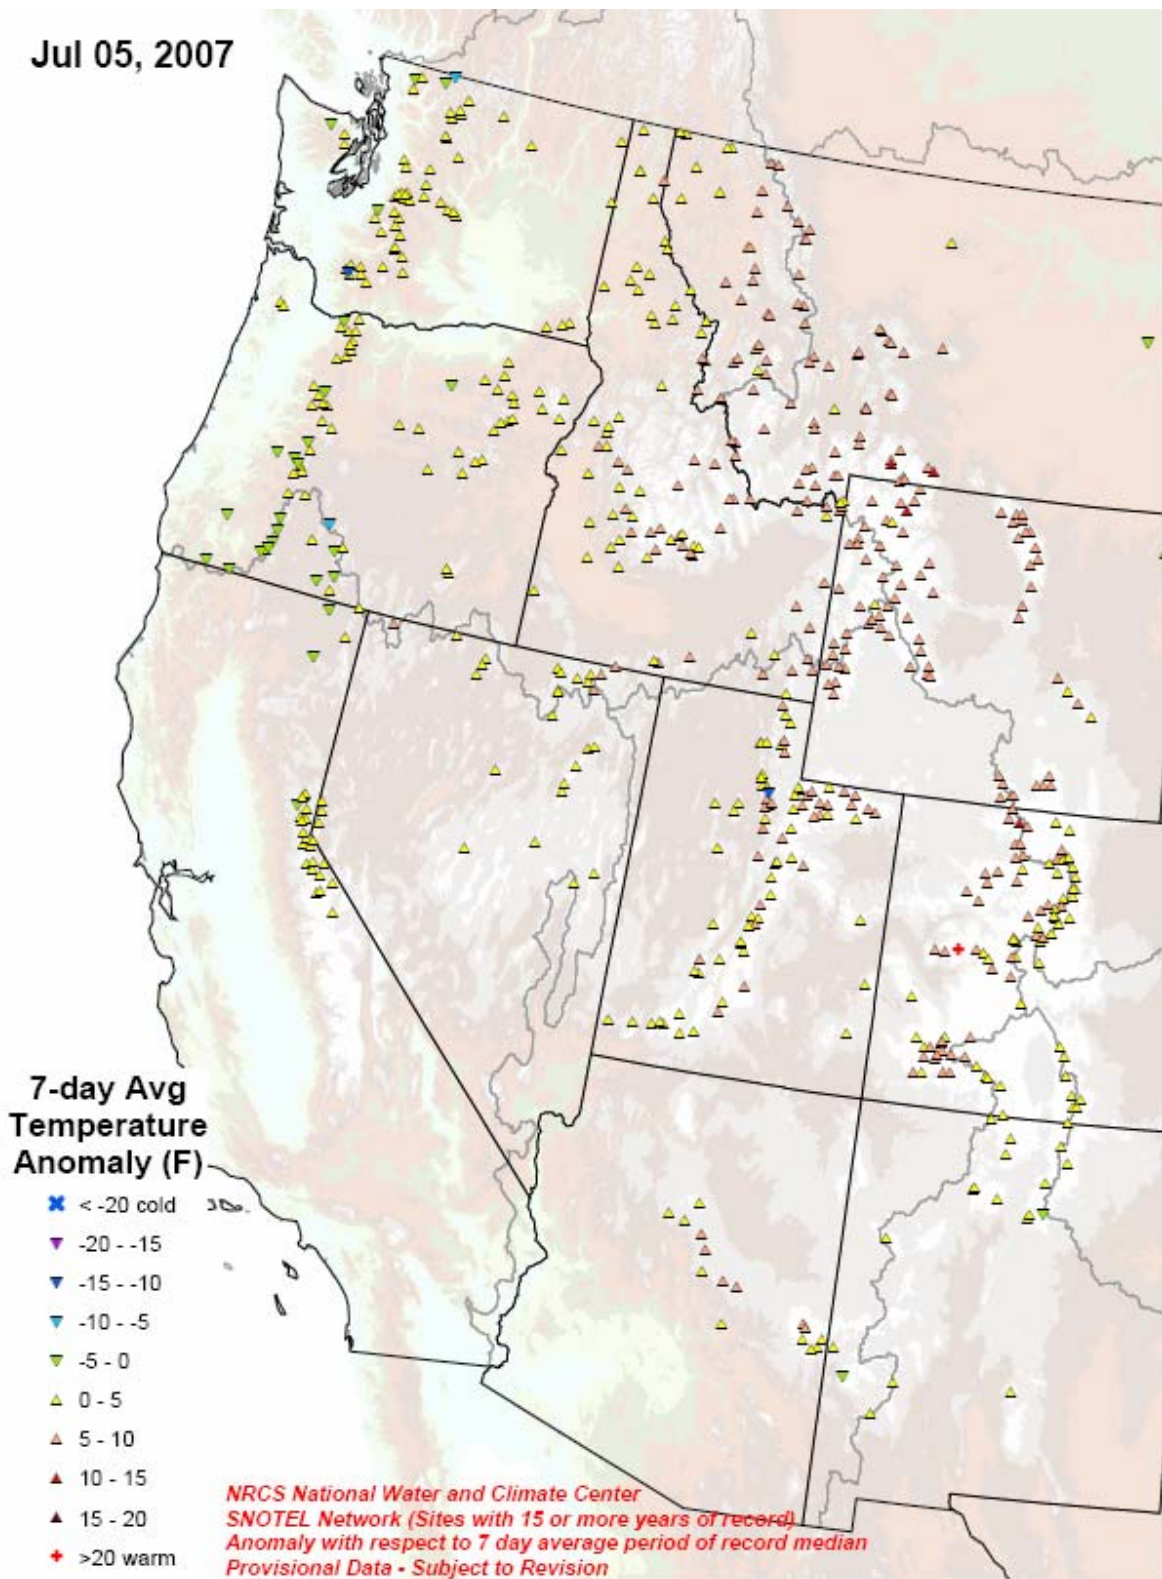 Jul 05, 2007
7-day Avg
Temperature
Anomaly (F)
< -20 cold
-20 - -15
-15 - -10
-10 - -5
-5 - 0
0 - 5
5 - 10
10 - 15
15 - 20
>20 warm
NRCS National Water and Climate Center
SNOTEL Network (Sites with 15 or more years of record)
Anomaly with respect to 7 day average period of record median
Provisional Data - Subject to Revision